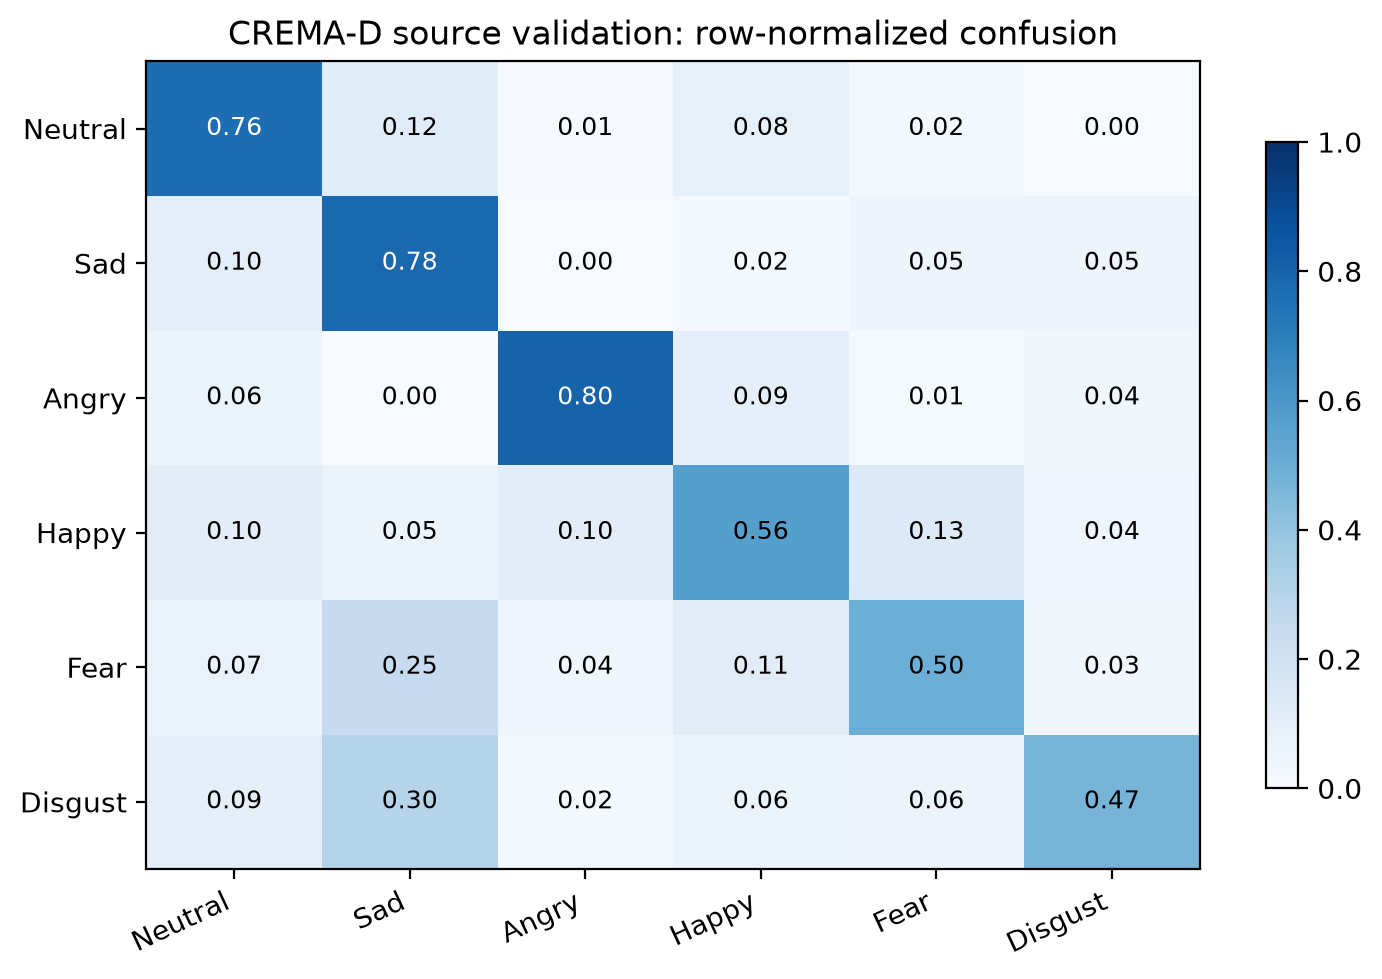 CREMA-D source validation: row-normalized confusion
Neutral 0.76 0.12 0.01 0.08 0.02 0.00
Sad 0.10 0.78 0.00 0.02 0.05 0.05
Angry 0.06 0.00 0.80 0.09 0.01 0.04
Happy 0.10 0.05 0.10 0.56 0.13 0.04
Fear 0.07 0.25 0.04 0.11 0.50 0.03
Disgust 0.09 0.30 0.02 0.06 0.06 0.47
Neutral Sad Angry Happy Fear Disgust
1.0
0.8
0.6
0.4
0.2
0.0